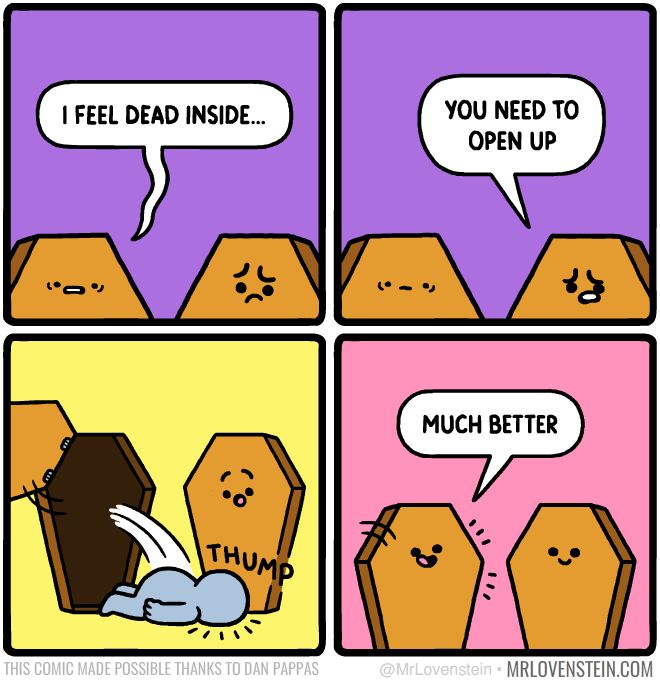 I FEEL DEAD INSIDE...
YOU NEED TO
OPEN UP
THUMP
MUCH BETTER
THIS COMIC MADE POSSIBLE THANKS TO DAN PAPPAS
@MrLovenstein • MRLOVENSTEIN.COM